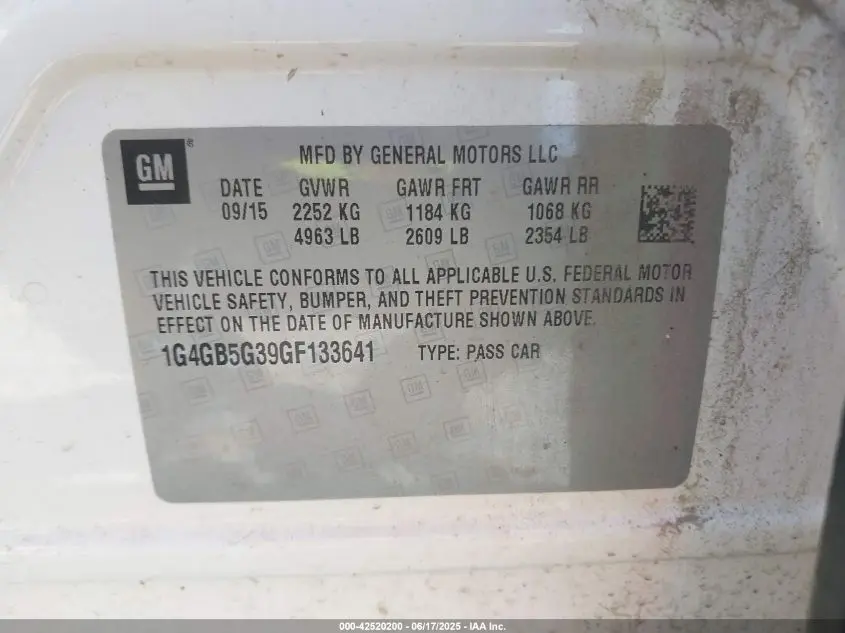 GM ®
MFD BY GENERAL MOTORS LLC
DATE GVWR GAWR FRT GAWR RR
09/15 2252 KG 1184 KG 1068 KG
4963 LB 2609 LB 2354 LB
THIS VEHICLE CONFORMS TO ALL APPLICABLE U.S. FEDERAL MOTOR
VEHICLE SAFETY, BUMPER, AND THEFT PREVENTION STANDARDS IN
EFFECT ON THE DATE OF MANUFACTURE SHOWN ABOVE.
1G4GB5G39GF133641 TYPE: PASS CAR
000-42520200 - 06/17/2025 - IAA Inc.